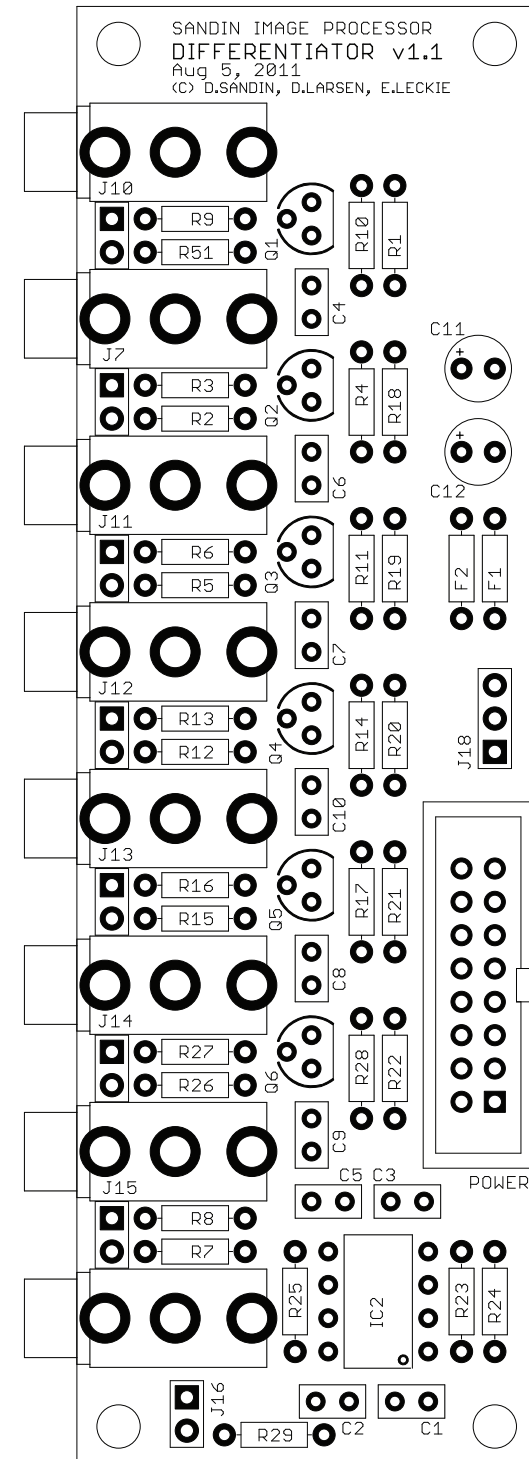 SANDIN IMAGE PROCESSOR
DIFFERENTIATOR v1.1
Aug 5, 2011
(C) D.SANDIN, D.LARSEN, E.LECKIE
J10
R9
R51
Q1
R10
R1
C4
C11
+
J7
R3
R2
Q2
R4
R18
C6
+
C12
J11
R6
R5
Q3
R11
R19
F2
F1
C7
J12
R13
R12
Q4
R14
R20
J18
C10
J13
R16
R15
Q5
R17
R21
C8
J14
R27
R26
Q6
R28
R22
C9
J15
C5
C3
POWER
R8
R7
R25
IC2
R23
R24
J16
C2
C1
R29